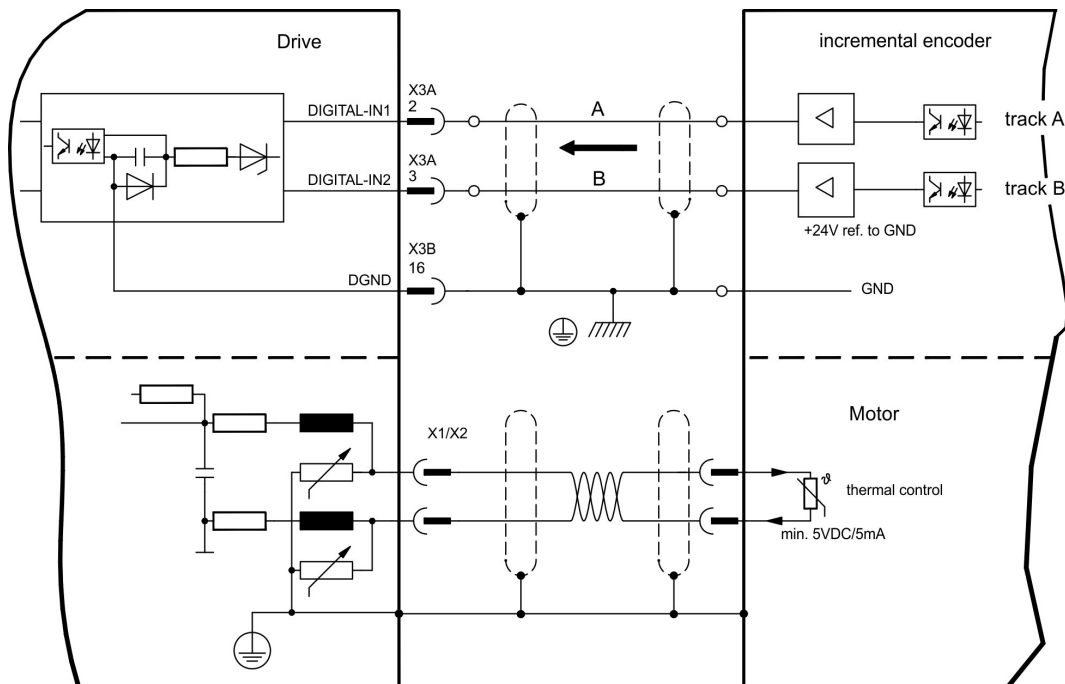 Drive
incremental encoder
X3A
2
DIGITAL-IN1
A
track A
X3A
3
DIGITAL-IN2
B
track B
+24V ref. to GND
X3B
16
DGND
GND
Motor
X1/X2
thermal control
min. 5VDC/5mA